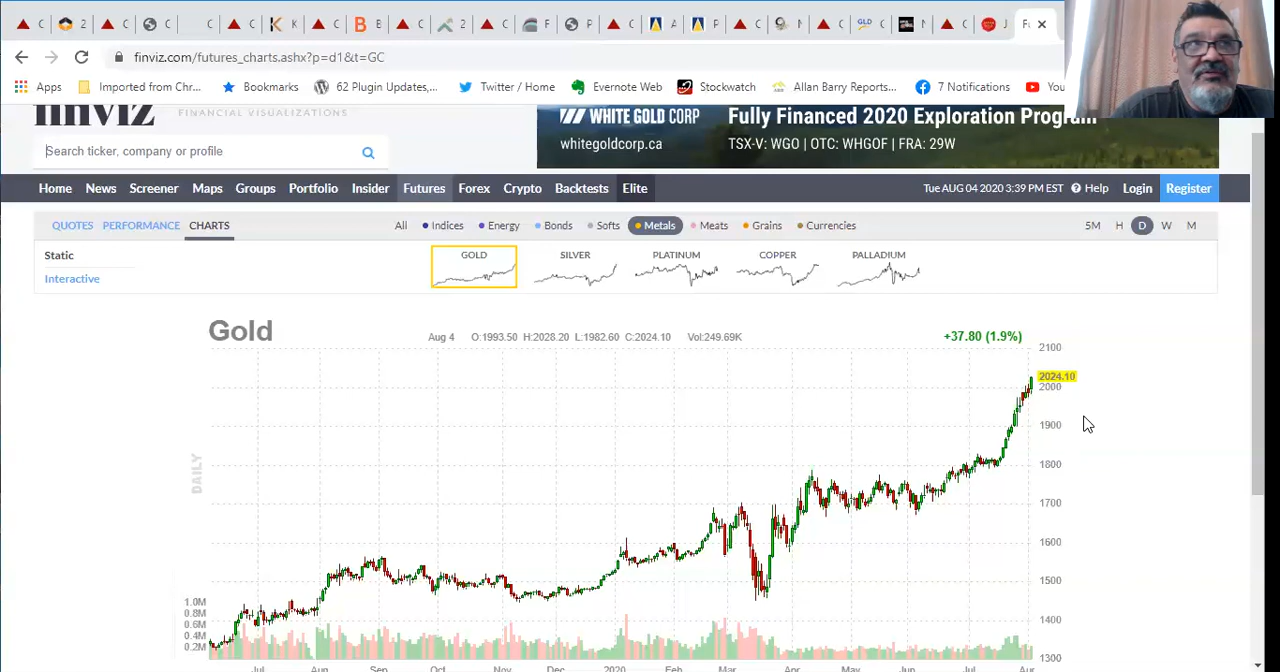 C
2
C
C
C
K
C
B
C
2
C
F
P
C
A
P
C
N
C
GLD
C
N
C
J
F
finviz.com/futures_charts.ashx?p=d1&t=GC
Apps
Imported from Chr...
Bookmarks
62 Plugin Updates,...
Twitter / Home
Evernote Web
Stockwatch
Allan Barry Reports...
7 Notifications
You
finviz
FINANCIAL VISUALIZATIONS
WHITE GOLD CORP
whitegoldcorp.ca
Fully Financed 2020 Exploration Program
TSX-V: WGO | OTC: WHGOF | FRA: 29W
Search ticker, company or profile
Home News Screener Maps Groups Portfolio Insider Futures Forex Crypto Backtests Elite
Tue AUG 04 2020 3:39 PM EST Help Login Register
QUOTES PERFORMANCE CHARTS
All Indices Energy Bonds Softs Metals Meats Grains Currencies
5M H D W M
Static
Interactive
GOLD SILVER PLATINUM COPPER PALLADIUM
Gold
Aug 4 O:1993.50 H:2028.20 L:1982.60 C:2024.10 Vol:249.69K
+37.80 (1.9%)
2100
2024.10
2000
1900
1800
1700
1600
1500
1400
1300
DAILY
1.0M
0.8M
0.6M
0.4M
0.2M
Jul Aug Sep Oct Nov Dec 2020 Feb Mar Apr May Jun Jul Aug